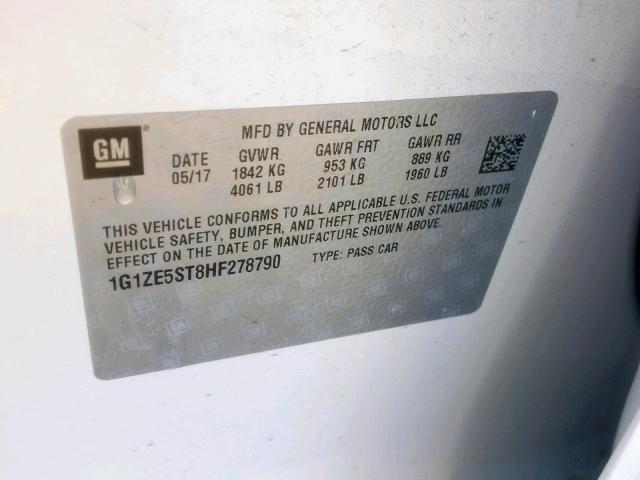 GM
MFD BY GENERAL MOTORS LLC
DATE GVWR GAWR FRT GAWR RR
05/17 1842 KG 953 KG 889 KG
4061 LB 2101 LB 1960 LB
THIS VEHICLE CONFORMS TO ALL APPLICABLE U.S. FEDERAL MOTOR
VEHICLE SAFETY, BUMPER, AND THEFT PREVENTION STANDARDS IN
EFFECT ON THE DATE OF MANUFACTURE SHOWN ABOVE.
1G1ZE5ST8HF278790 TYPE: PASS CAR